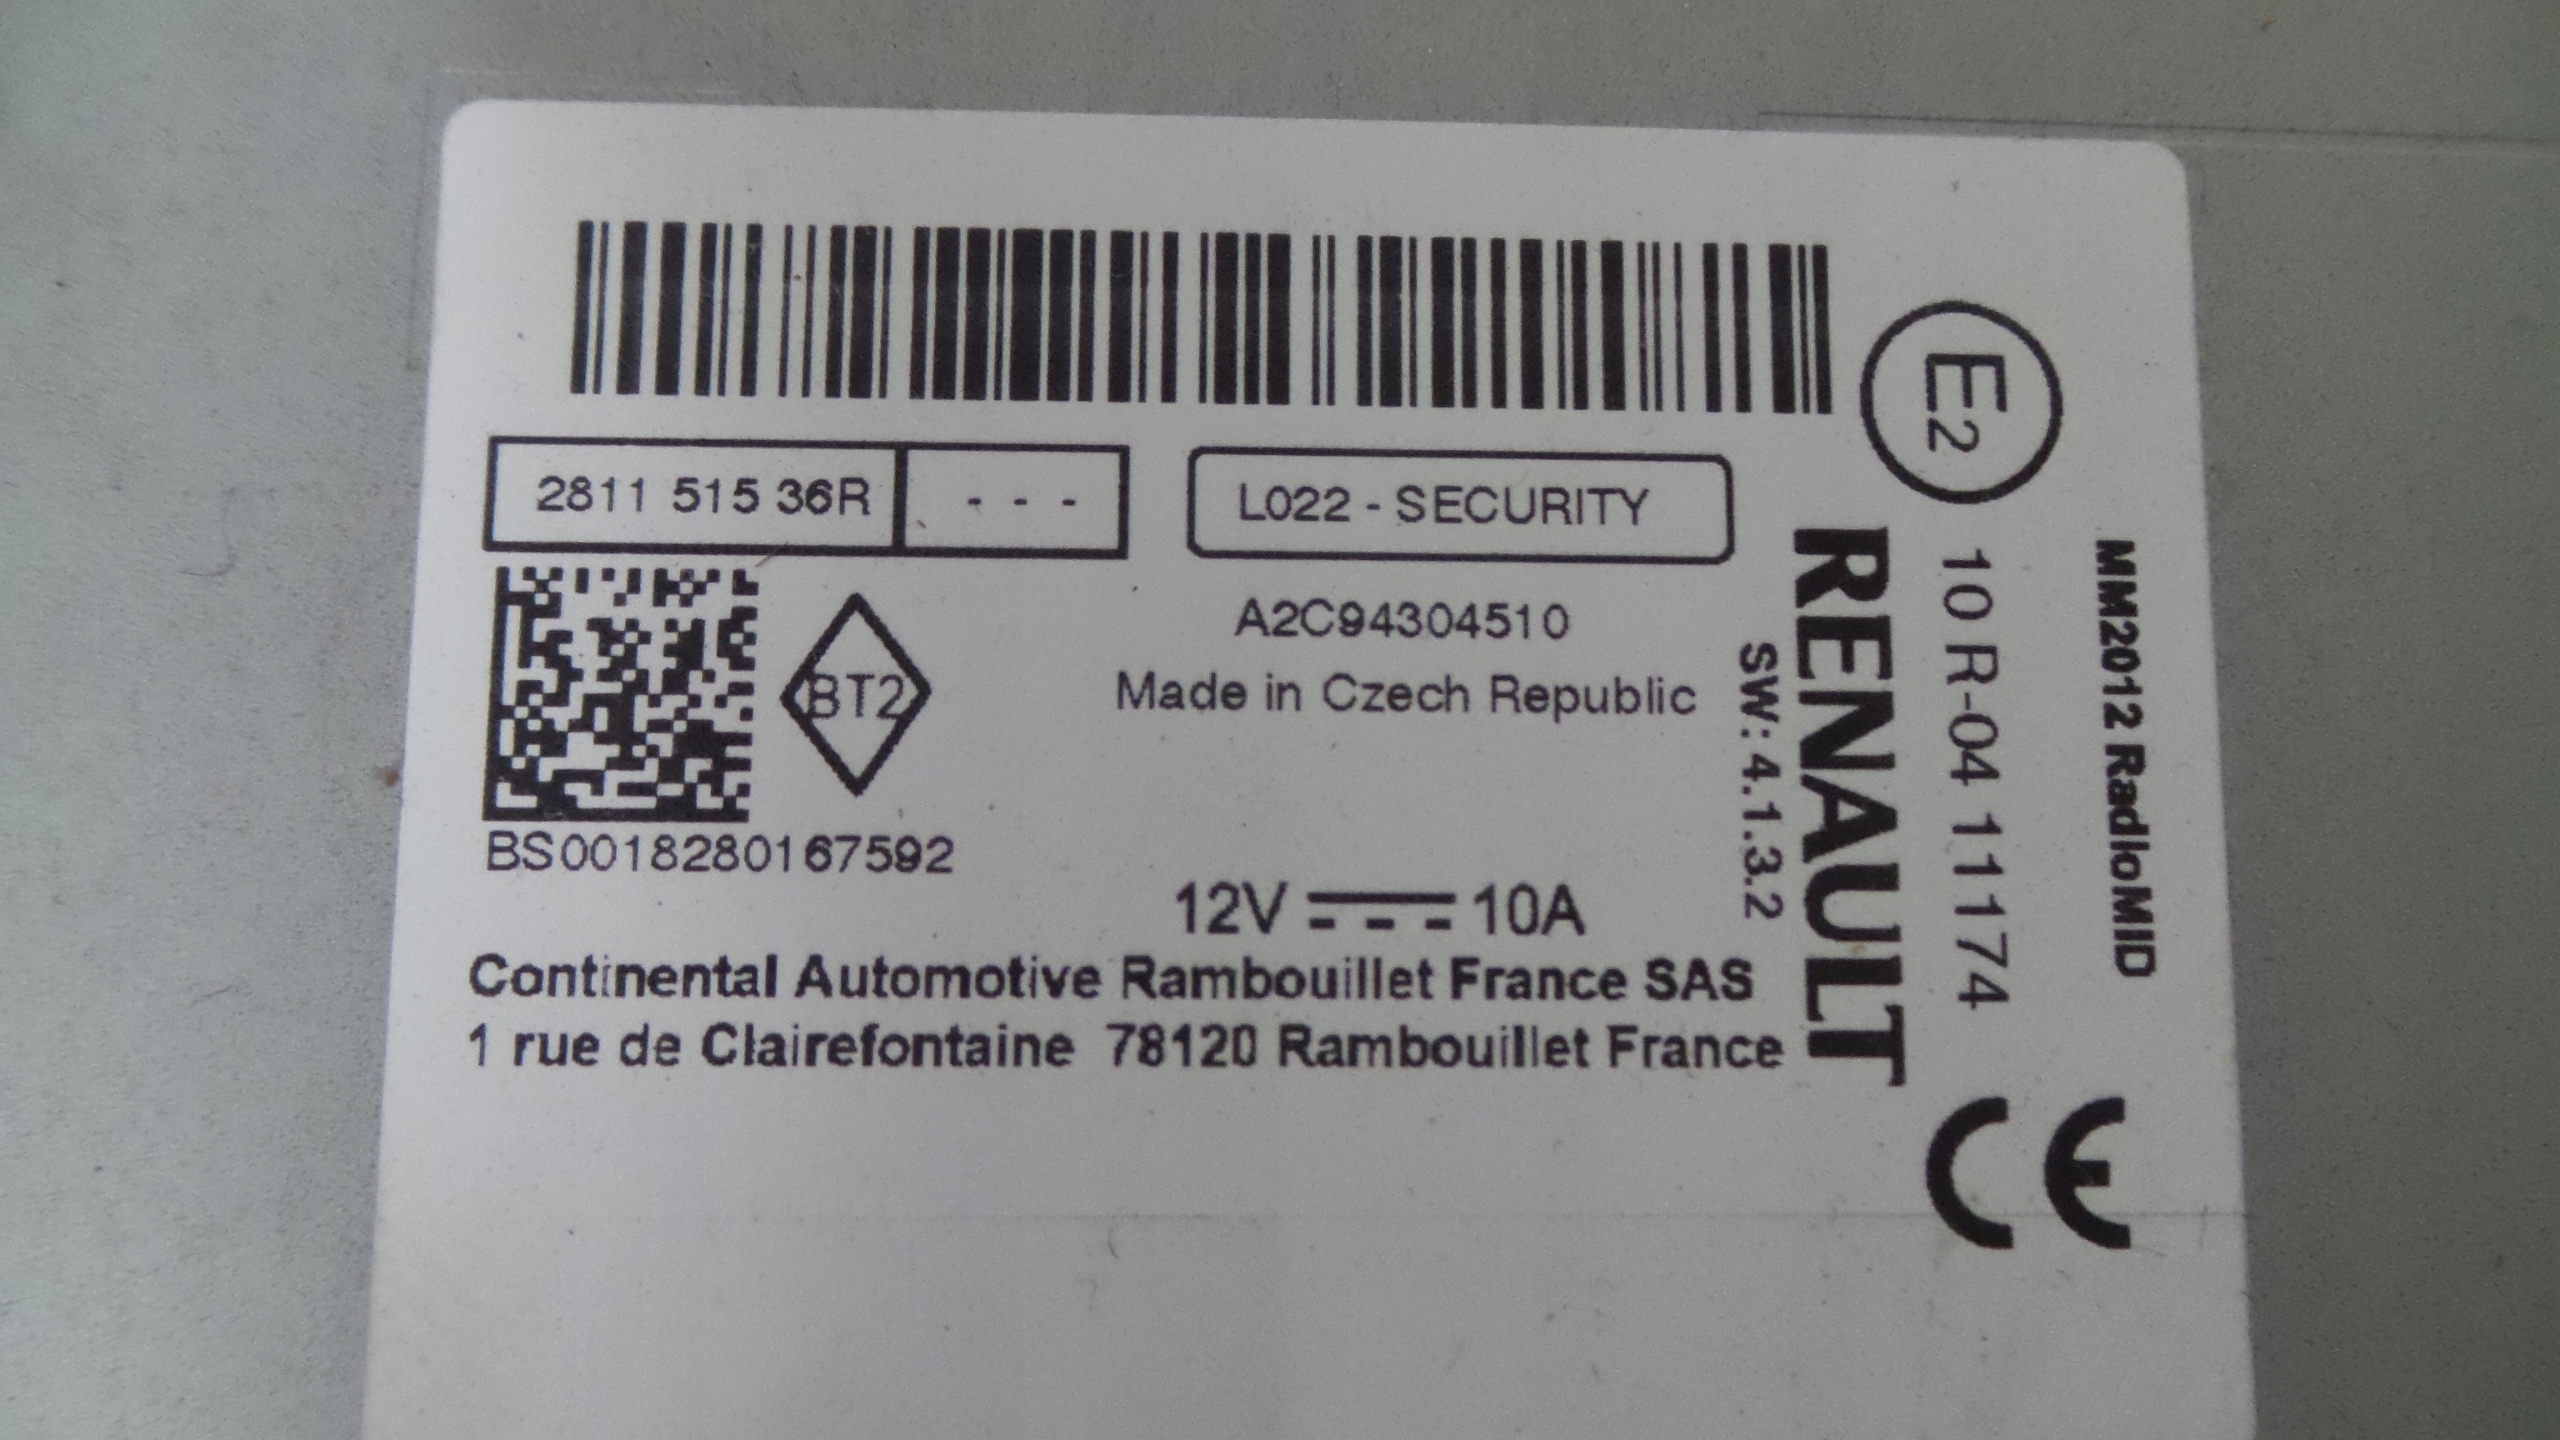 2811 515 36R
- - -
L022 - SECURITY
BT2
A2C94304510
Made in Czech Republic
BS0018280167592
12V 10A
Continental Automotive Rambouillet France SAS
1 rue de Clairefontaine 78120 Rambouillet France
SW: 4.1.3.2
RENAULT
E2
10 R-04 11174
MM2012 RadioMID
CE